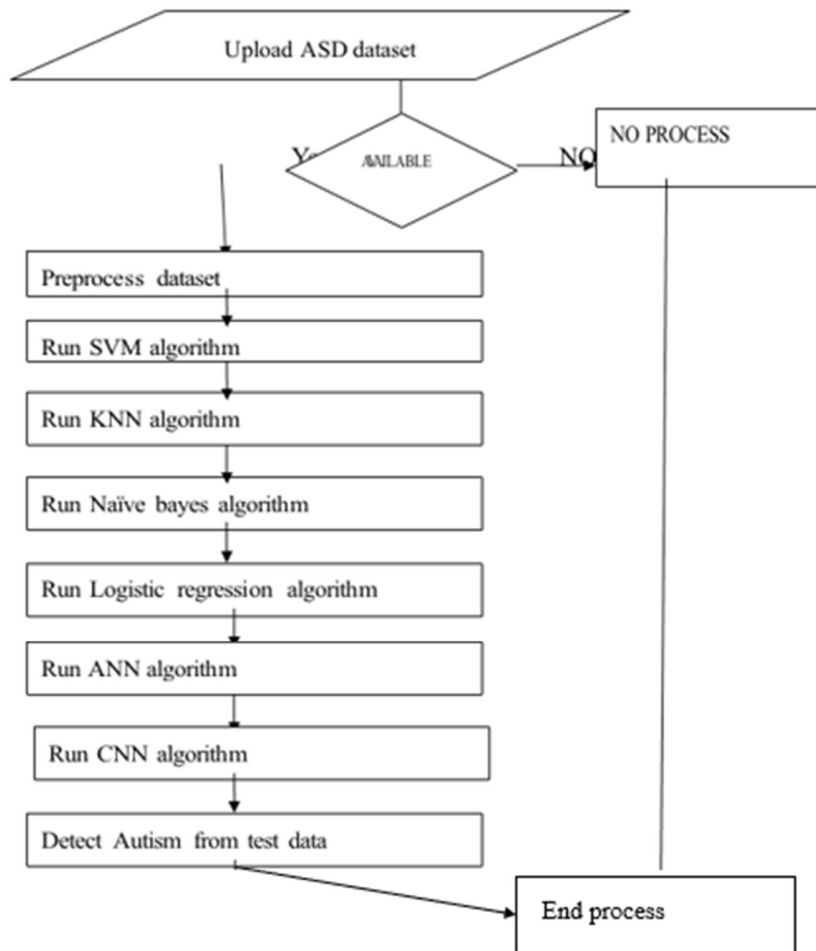 Upload ASD dataset
AVAILABLE
NO
NO PROCESS
Preprocess dataset
Run SVM algorithm
Run KNN algorithm
Run Naïve bayes algorithm
Run Logistic regression algorithm
Run ANN algorithm
Run CNN algorithm
Detect Autism from test data
End process